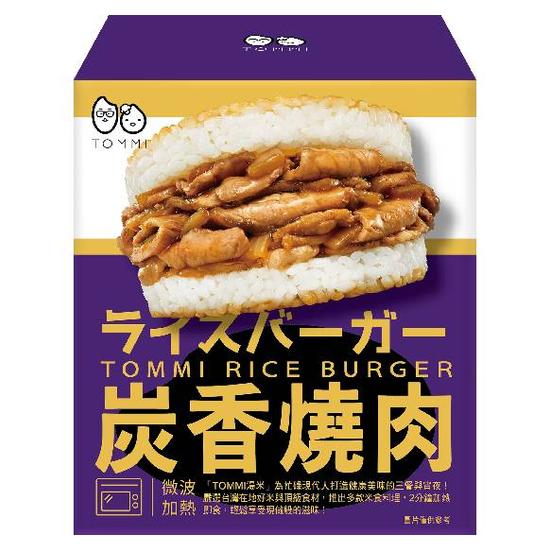 TOMMI
TOMMI
ライスバーガー
TOMMI RICE BURGER
炭香燒肉
微波
加熱
「TOMMI湯米」為忙碌現代人打造健康美味的三餐與宵夜!
嚴選台灣在地好米與頂級食材,推出多款米食料理,2分鐘加熱
即食,輕鬆享受現做般的滋味!
圖片僅供參考